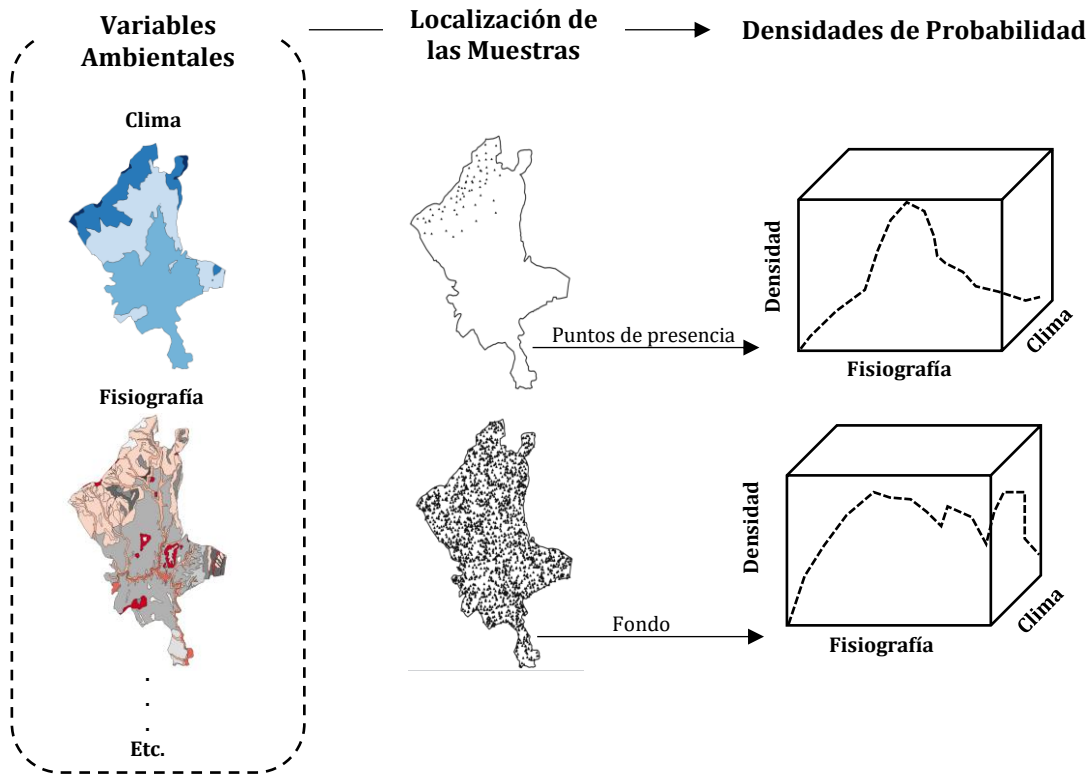 Variables
Ambientales
Localización de
las Muestras
Densidades de Probabilidad
Clima
Puntos de presencia
Densidad
Fisiografía
Clima
Fisiografía
Fondo
Densidad
Fisiografía
Clima
.
.
.
Etc.